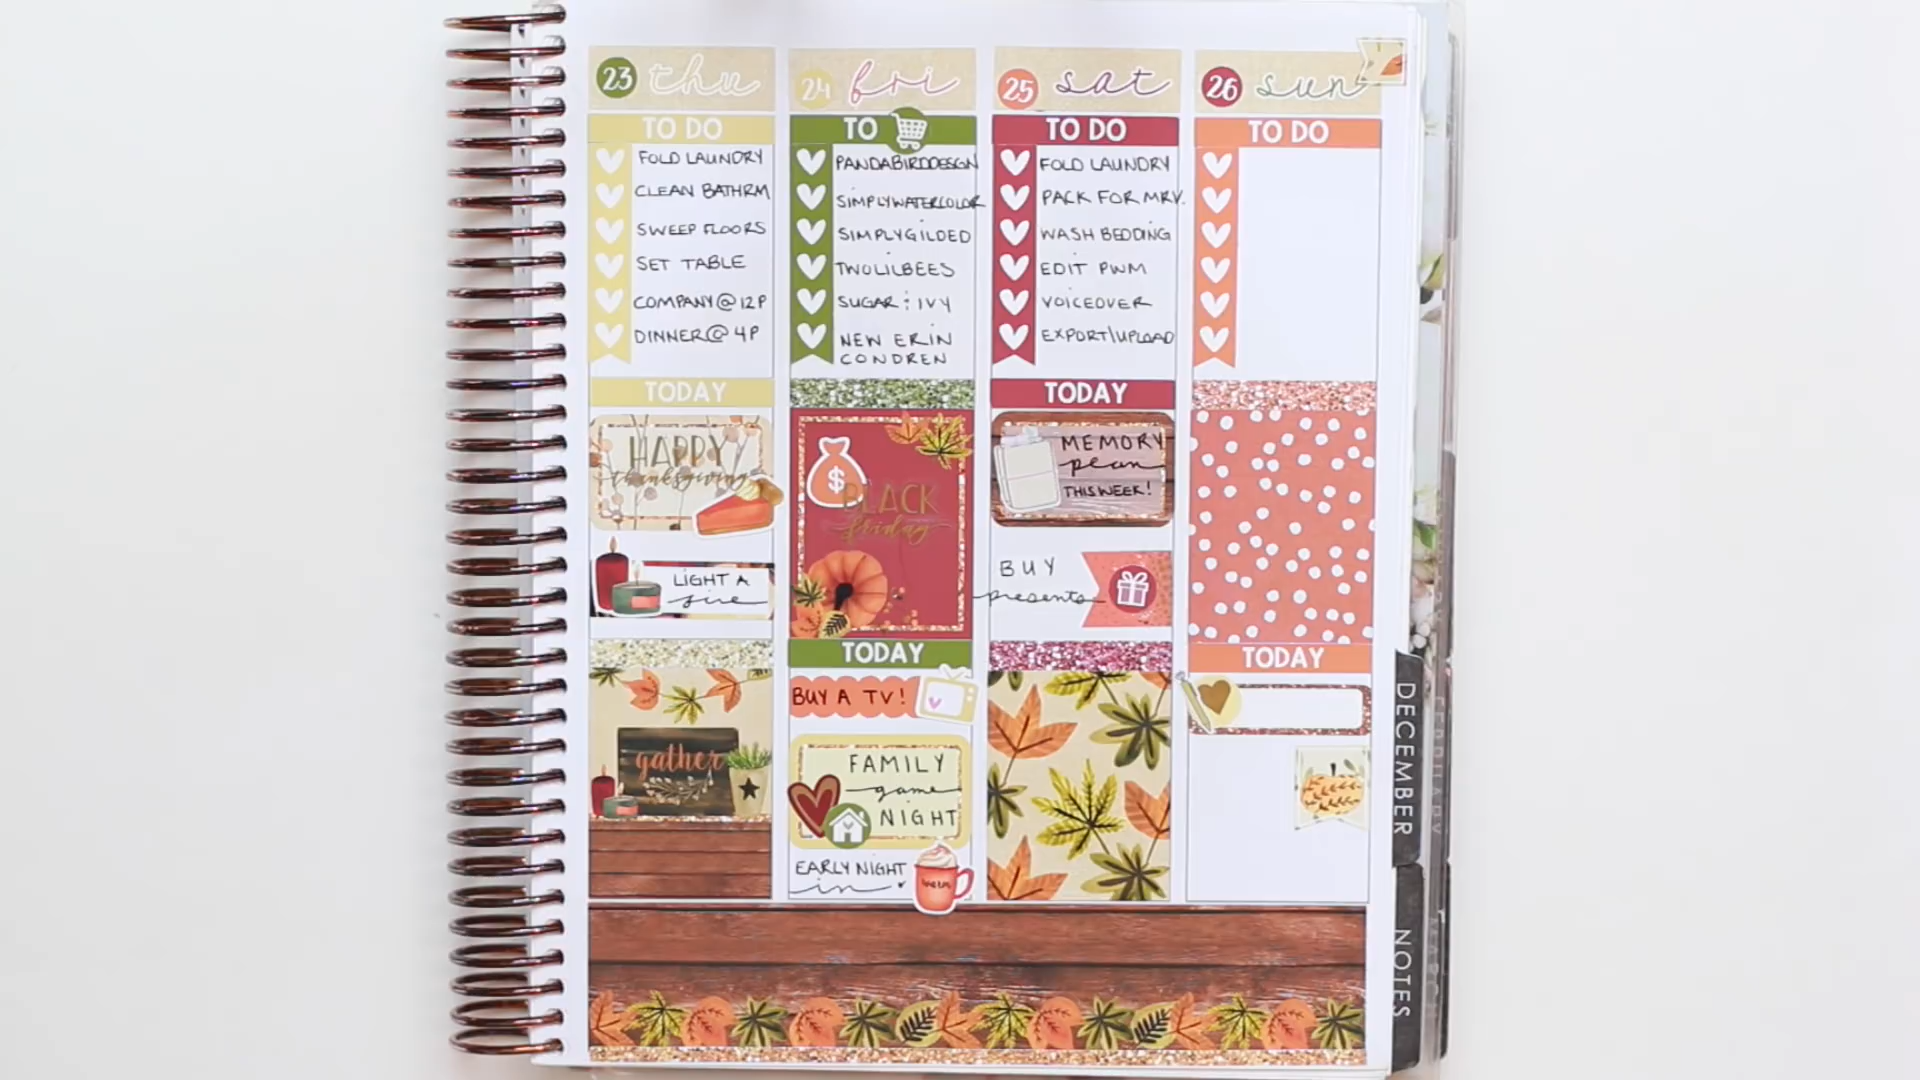 23 thu
TO DO
FOLD LAUNDRY
CLEAN BATHRM
SWEEP FLOORS
SET TABLE
COMPANY@12P
DINNER@4P
TODAY
HAPPY
thanksgiving
LIGHT A
fire
gather
24 fri
TO
PANDABIRDDESIGN
SIMPLYWATERCOLOR
SIMPLYGILDED
TWOLILBEES
SUGAR & IVY
NEW ERIN
CONDREN
$
BLACK
friday
TODAY
BUY A TV!
FAMILY
game
NIGHT
EARLY NIGHT
in
25 sat
TO DO
FOLD LAUNDRY
PACK FOR MRV.
WASH BEDDING
EDIT PWM
VOICEOVER
EXPORT\UPLOAD
TODAY
MEMORY
plan
THIS WEEK!
BUY
presents
26 sun
TO DO
TODAY
DECEMBER
NOTES